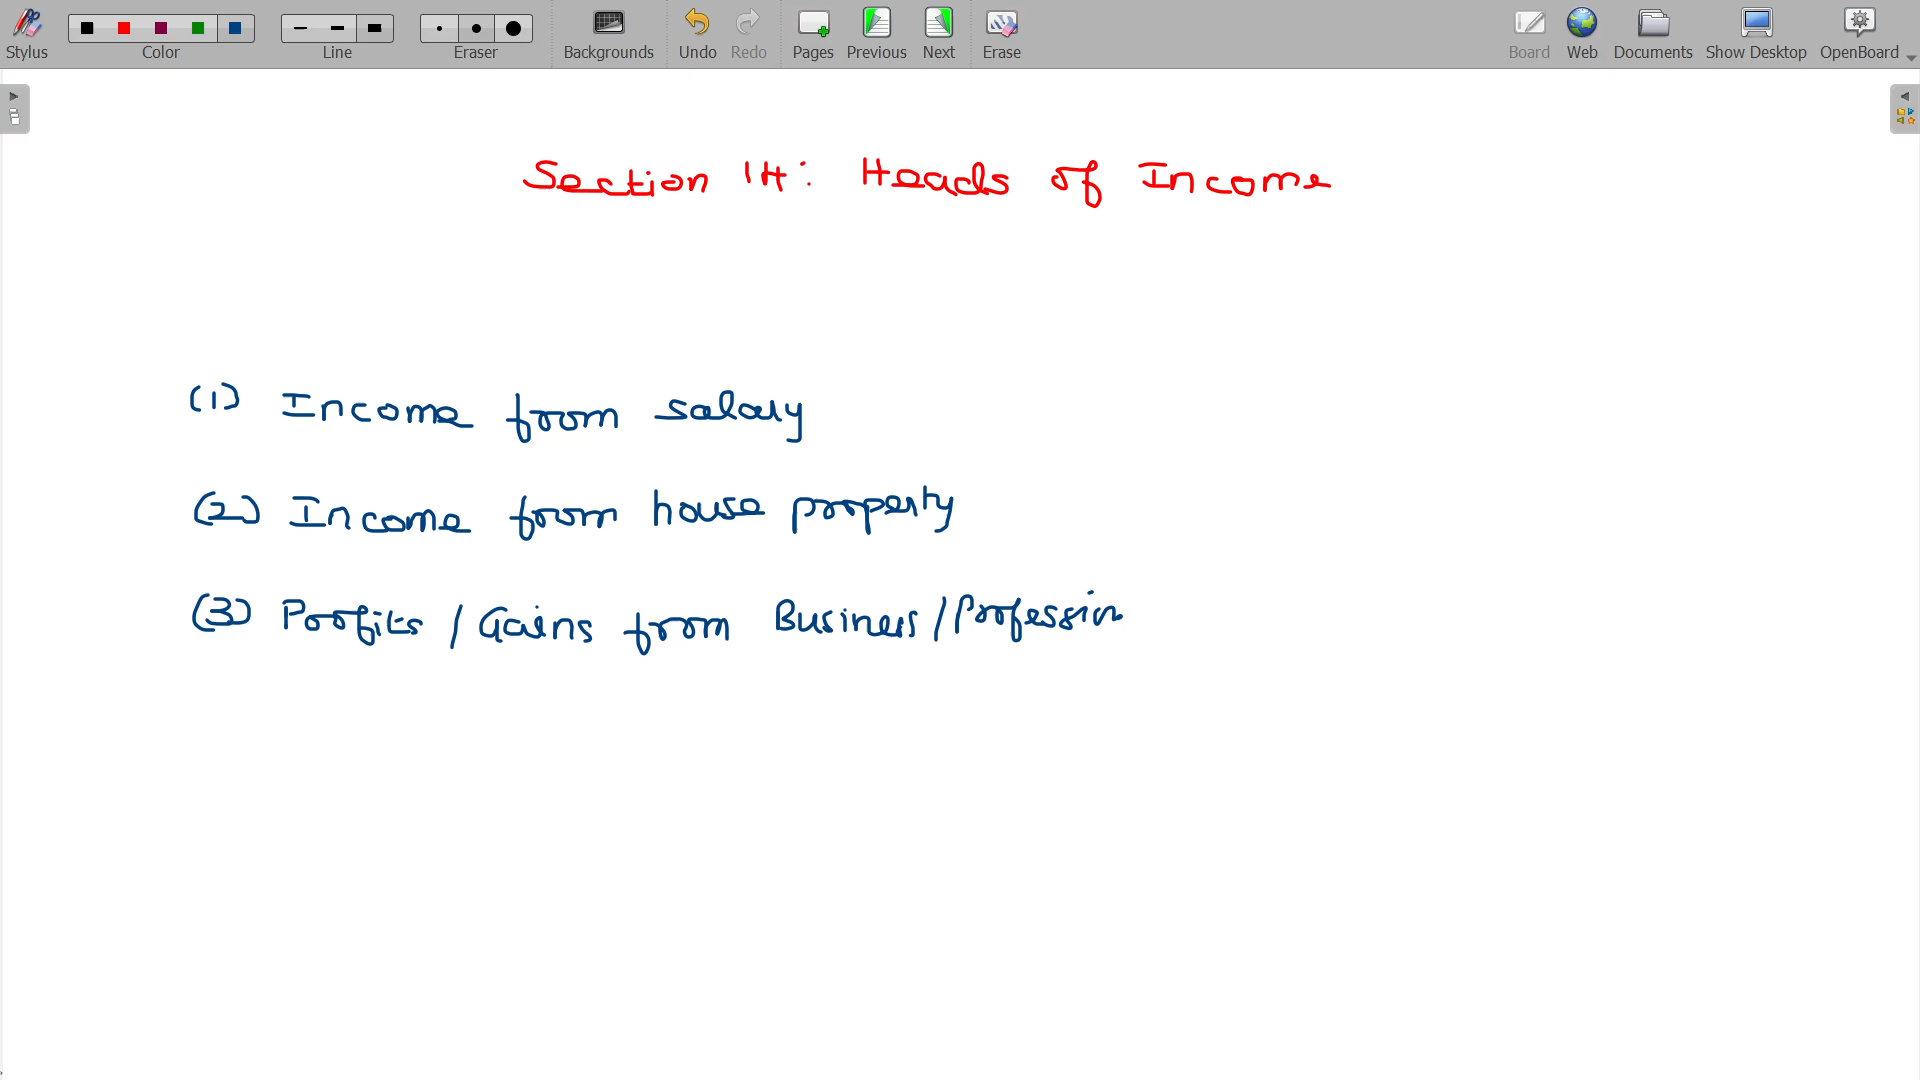 Stylus Color Line Eraser Backgrounds Undo Redo Pages Previous Next Erase Board Web Documents Show Desktop OpenBoard
Section 14: Heads of Income
(1) Income from salary
(2) Income from house property
(3) Profits / Gains from Business / Profession